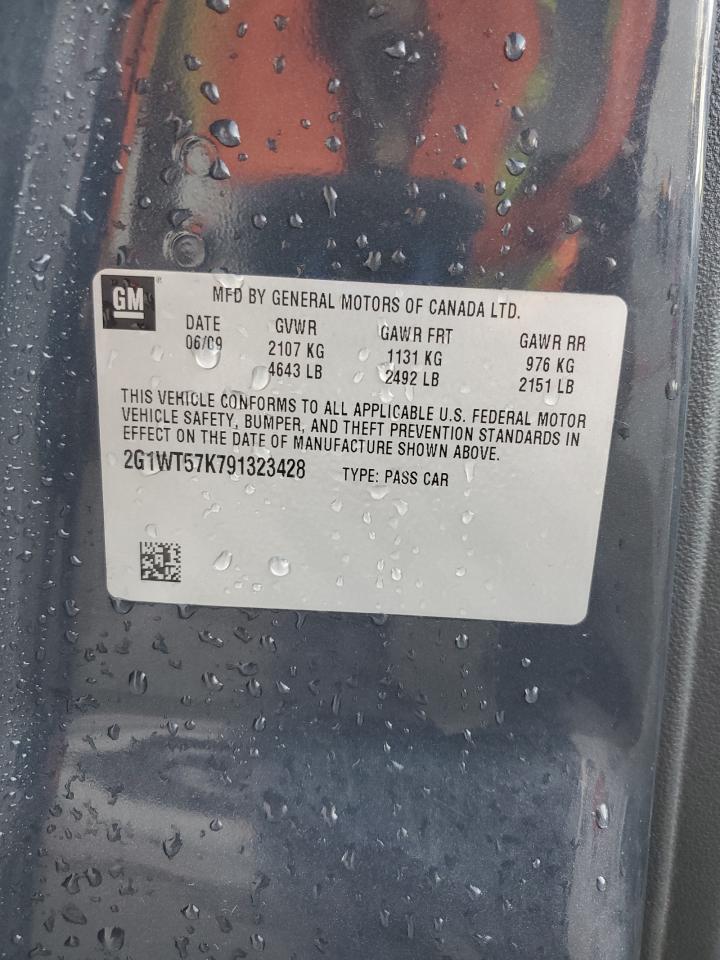 GM
MFD BY GENERAL MOTORS OF CANADA LTD.
DATE GVWR GAWR FRT GAWR RR
06/09 2107 KG 1131 KG 976 KG
4643 LB 2492 LB 2151 LB
THIS VEHICLE CONFORMS TO ALL APPLICABLE U.S. FEDERAL MOTOR
VEHICLE SAFETY, BUMPER, AND THEFT PREVENTION STANDARDS IN
EFFECT ON THE DATE OF MANUFACTURE SHOWN ABOVE.
2G1WT57K791323428 TYPE: PASS CAR